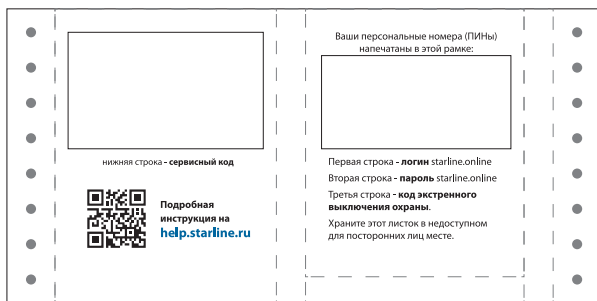 нижняя строка - сервисный код
Подробная
инструкция на
help.starline.ru
Ваши персональные номера (ПИНы)
напечатаны в этой рамке:
Первая строка - логин starline.online
Вторая строка - пароль starline.online
Третья строка - код экстренного
выключения охраны.
Храните этот листок в недоступном
для посторонних лиц месте.